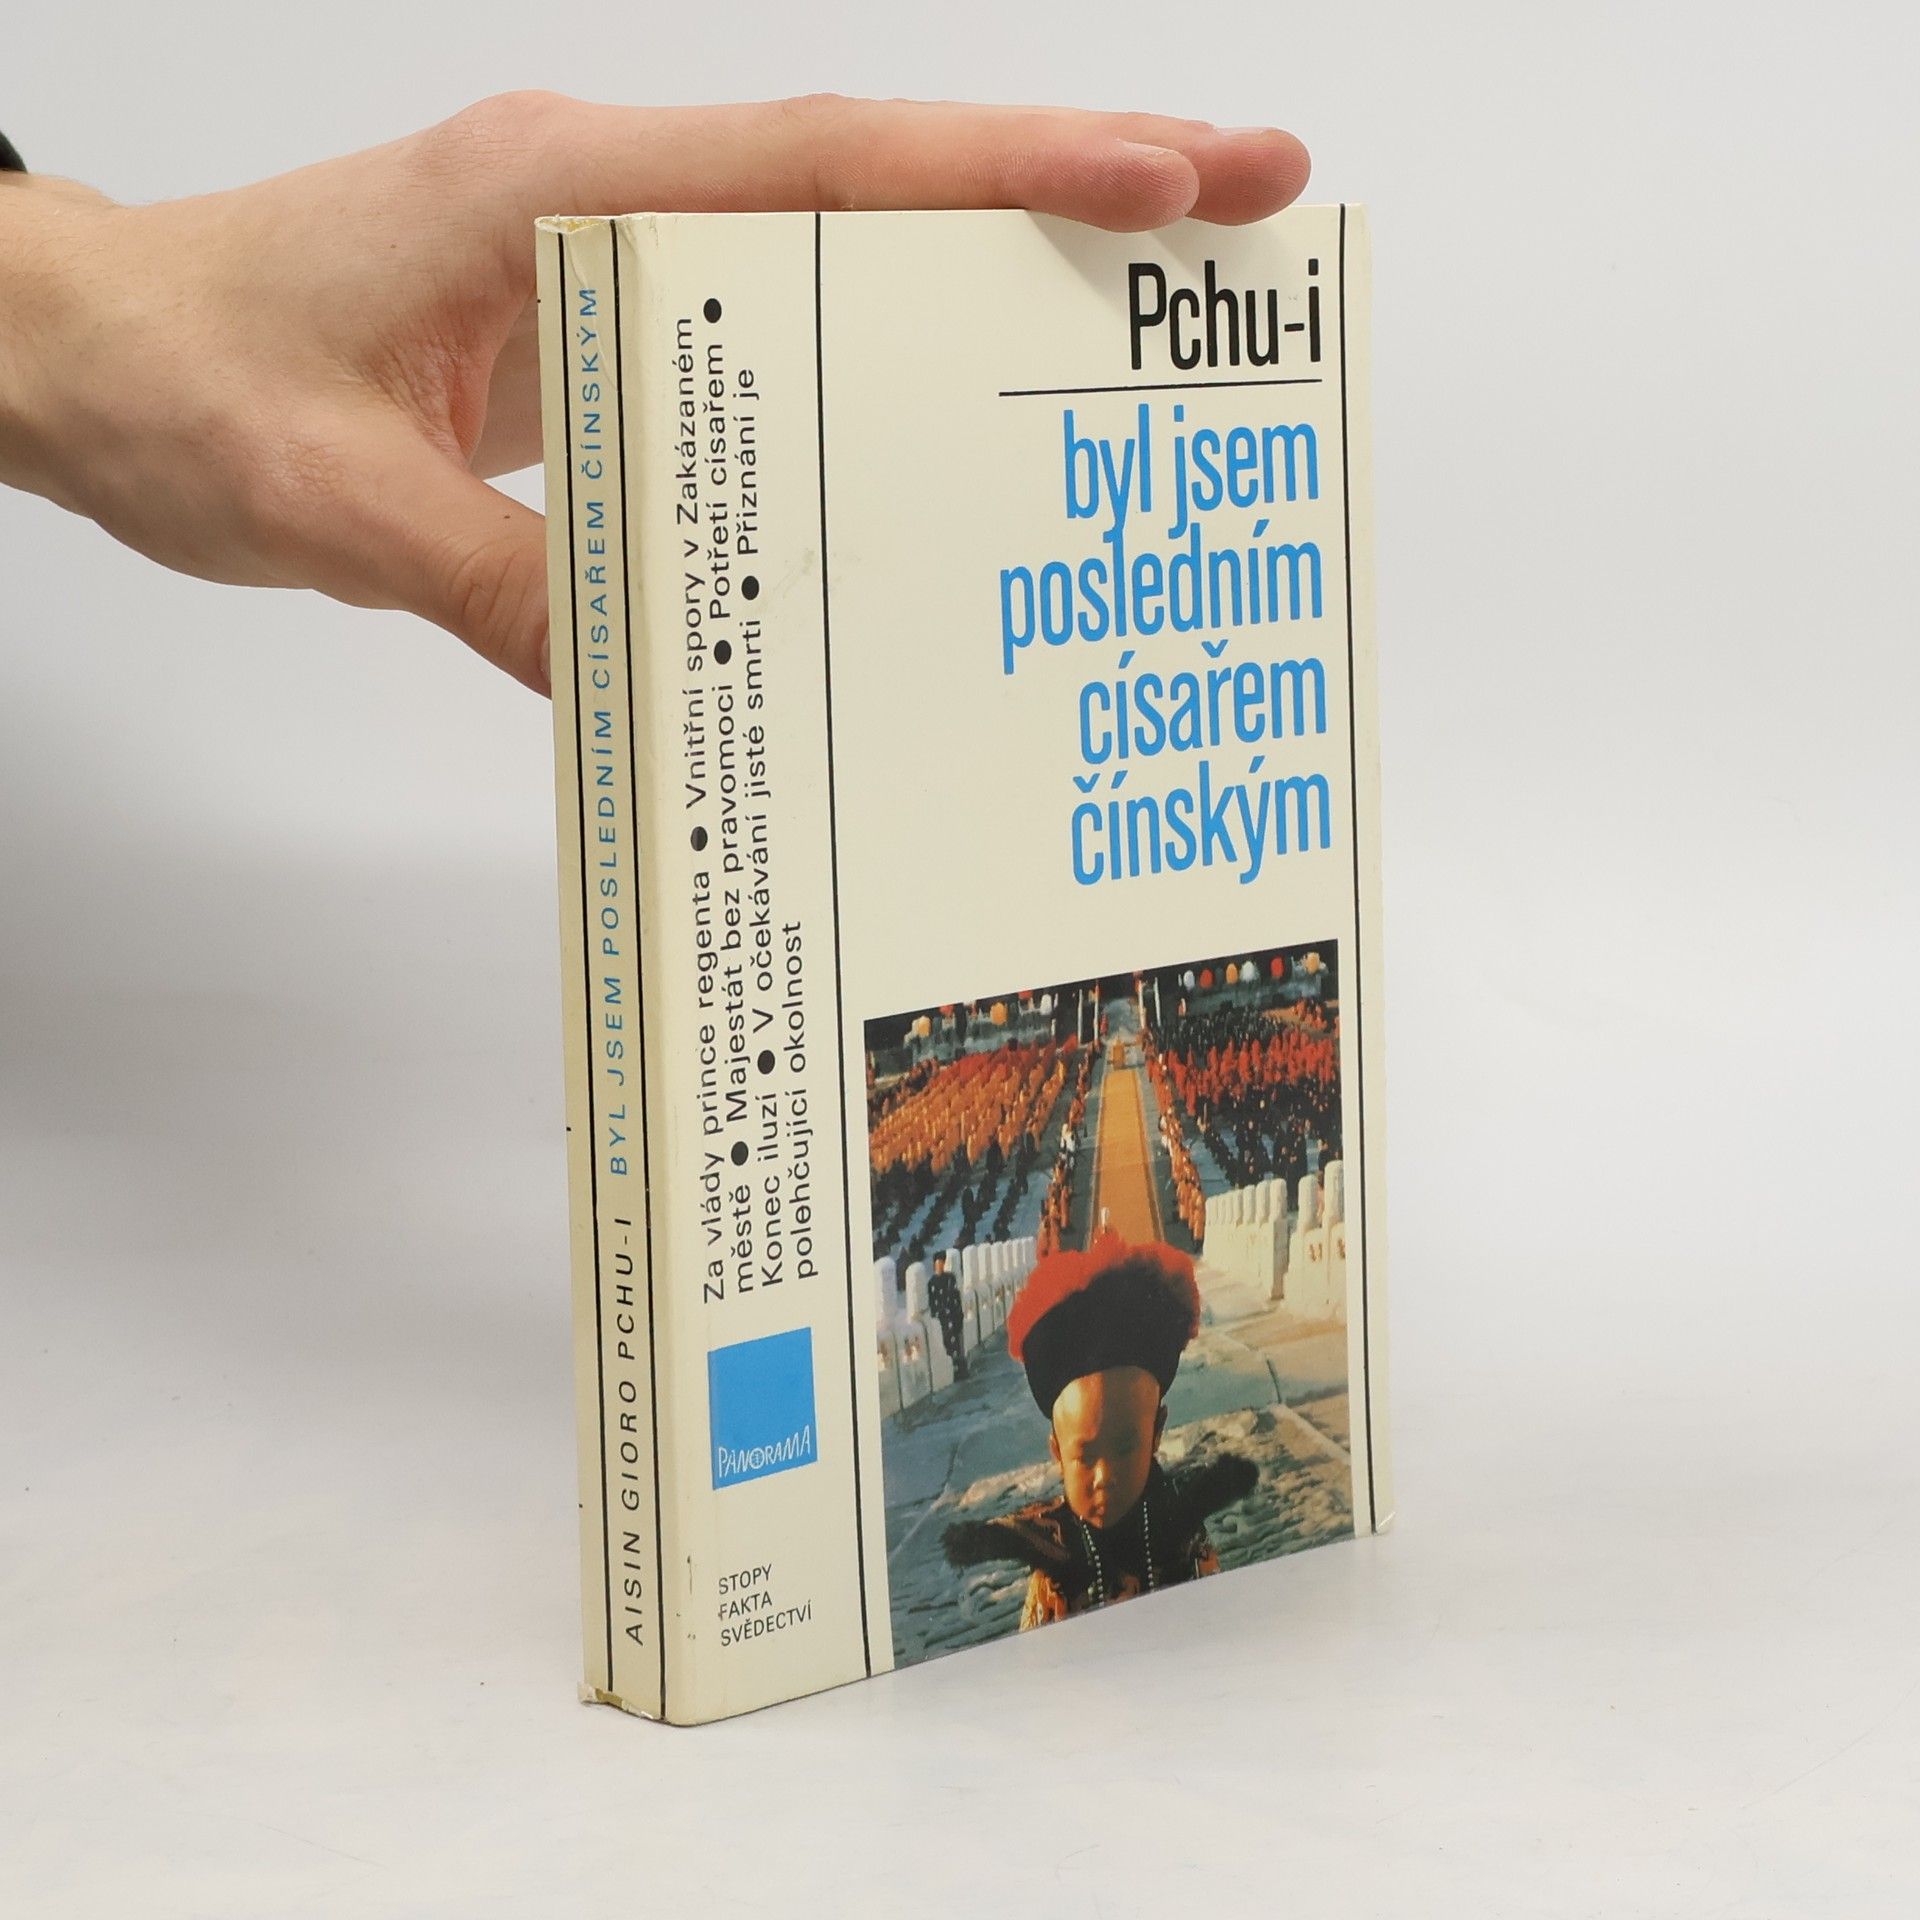 AISIN GIORO PCHU-I BYL JSEM POSLEDNÍM CÍSAŘEM ČÍNSKÝM
Za vlády prince regenta ● Vnitřní spory v Zakázaném
městě ● Majestát bez pravomoci ● Potřetí císařem ●
Konec iluzí ● V očekávání jisté smrti ● Přiznání je
polehčující okolnost
PANORAMA
STOPY
FAKTA
SVĚDECTVÍ
Pchu-i
byl jsem
posledním
císařem
čínským